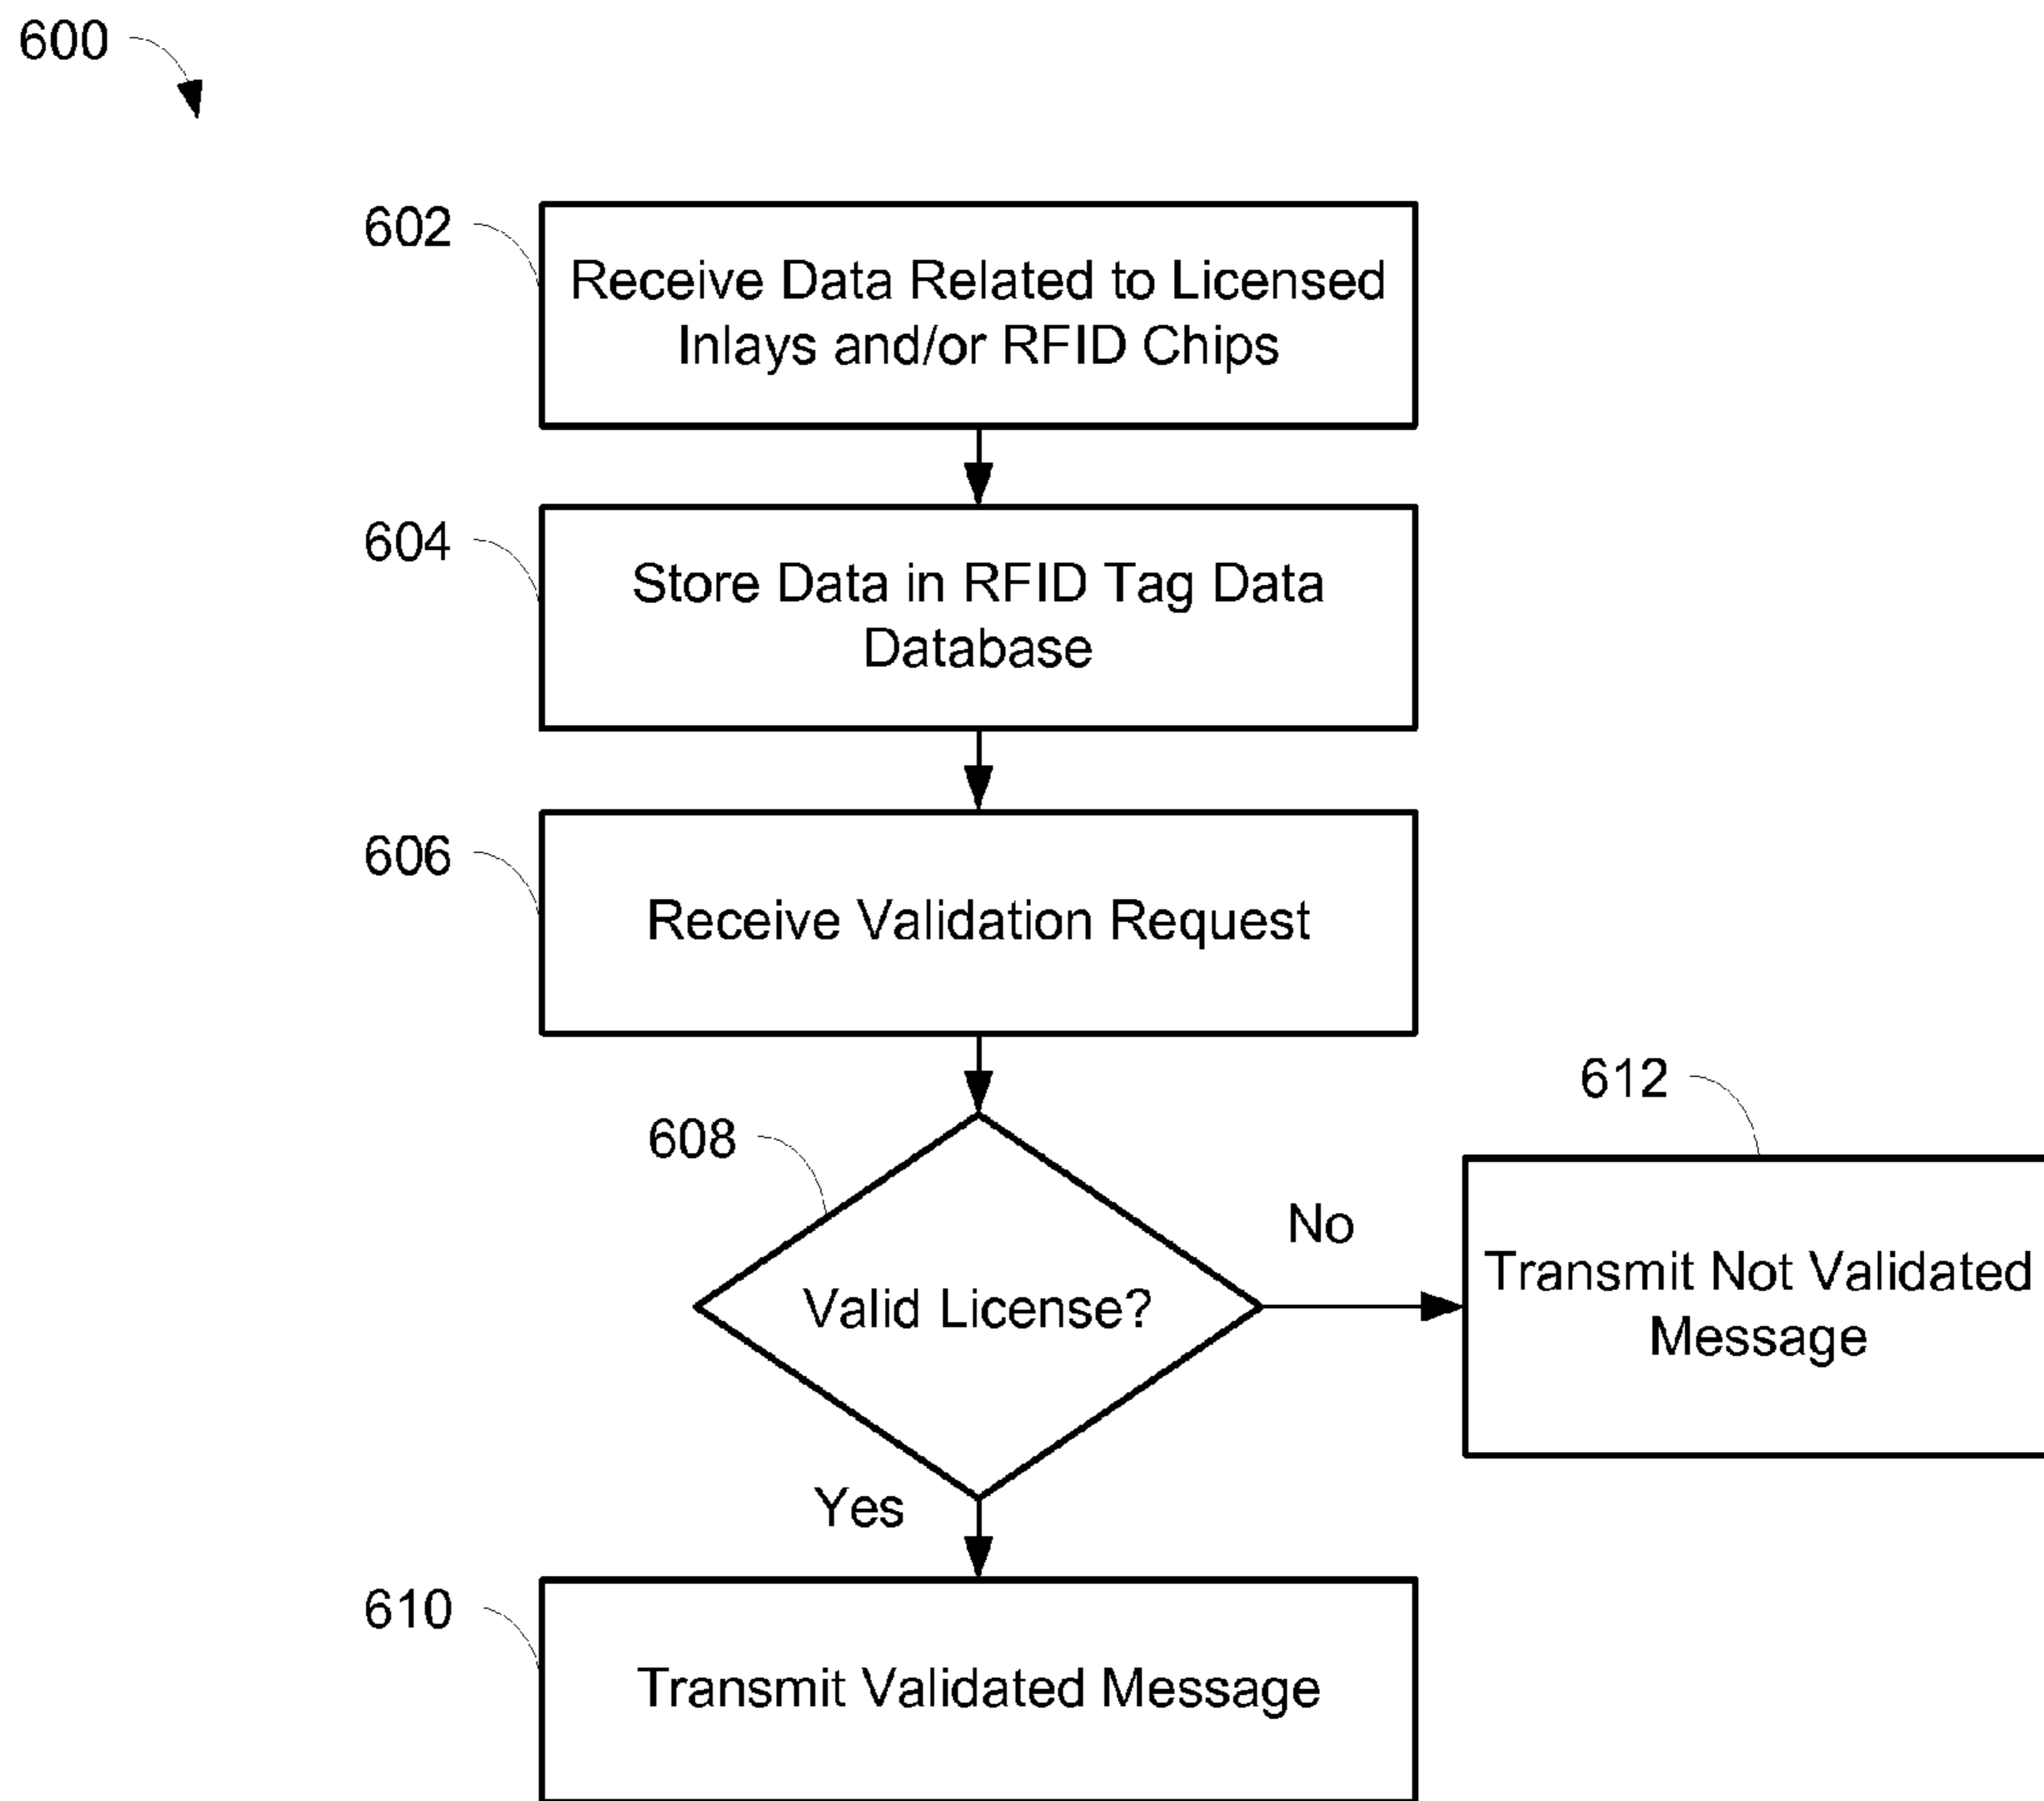 600
602
Receive Data Related to Licensed
Inlays and/or RFID Chips
604
Store Data in RFID Tag Data
Database
606
Receive Validation Request
608
Valid License?
No
612
Transmit Not Validated
Message
Yes
610
Transmit Validated Message